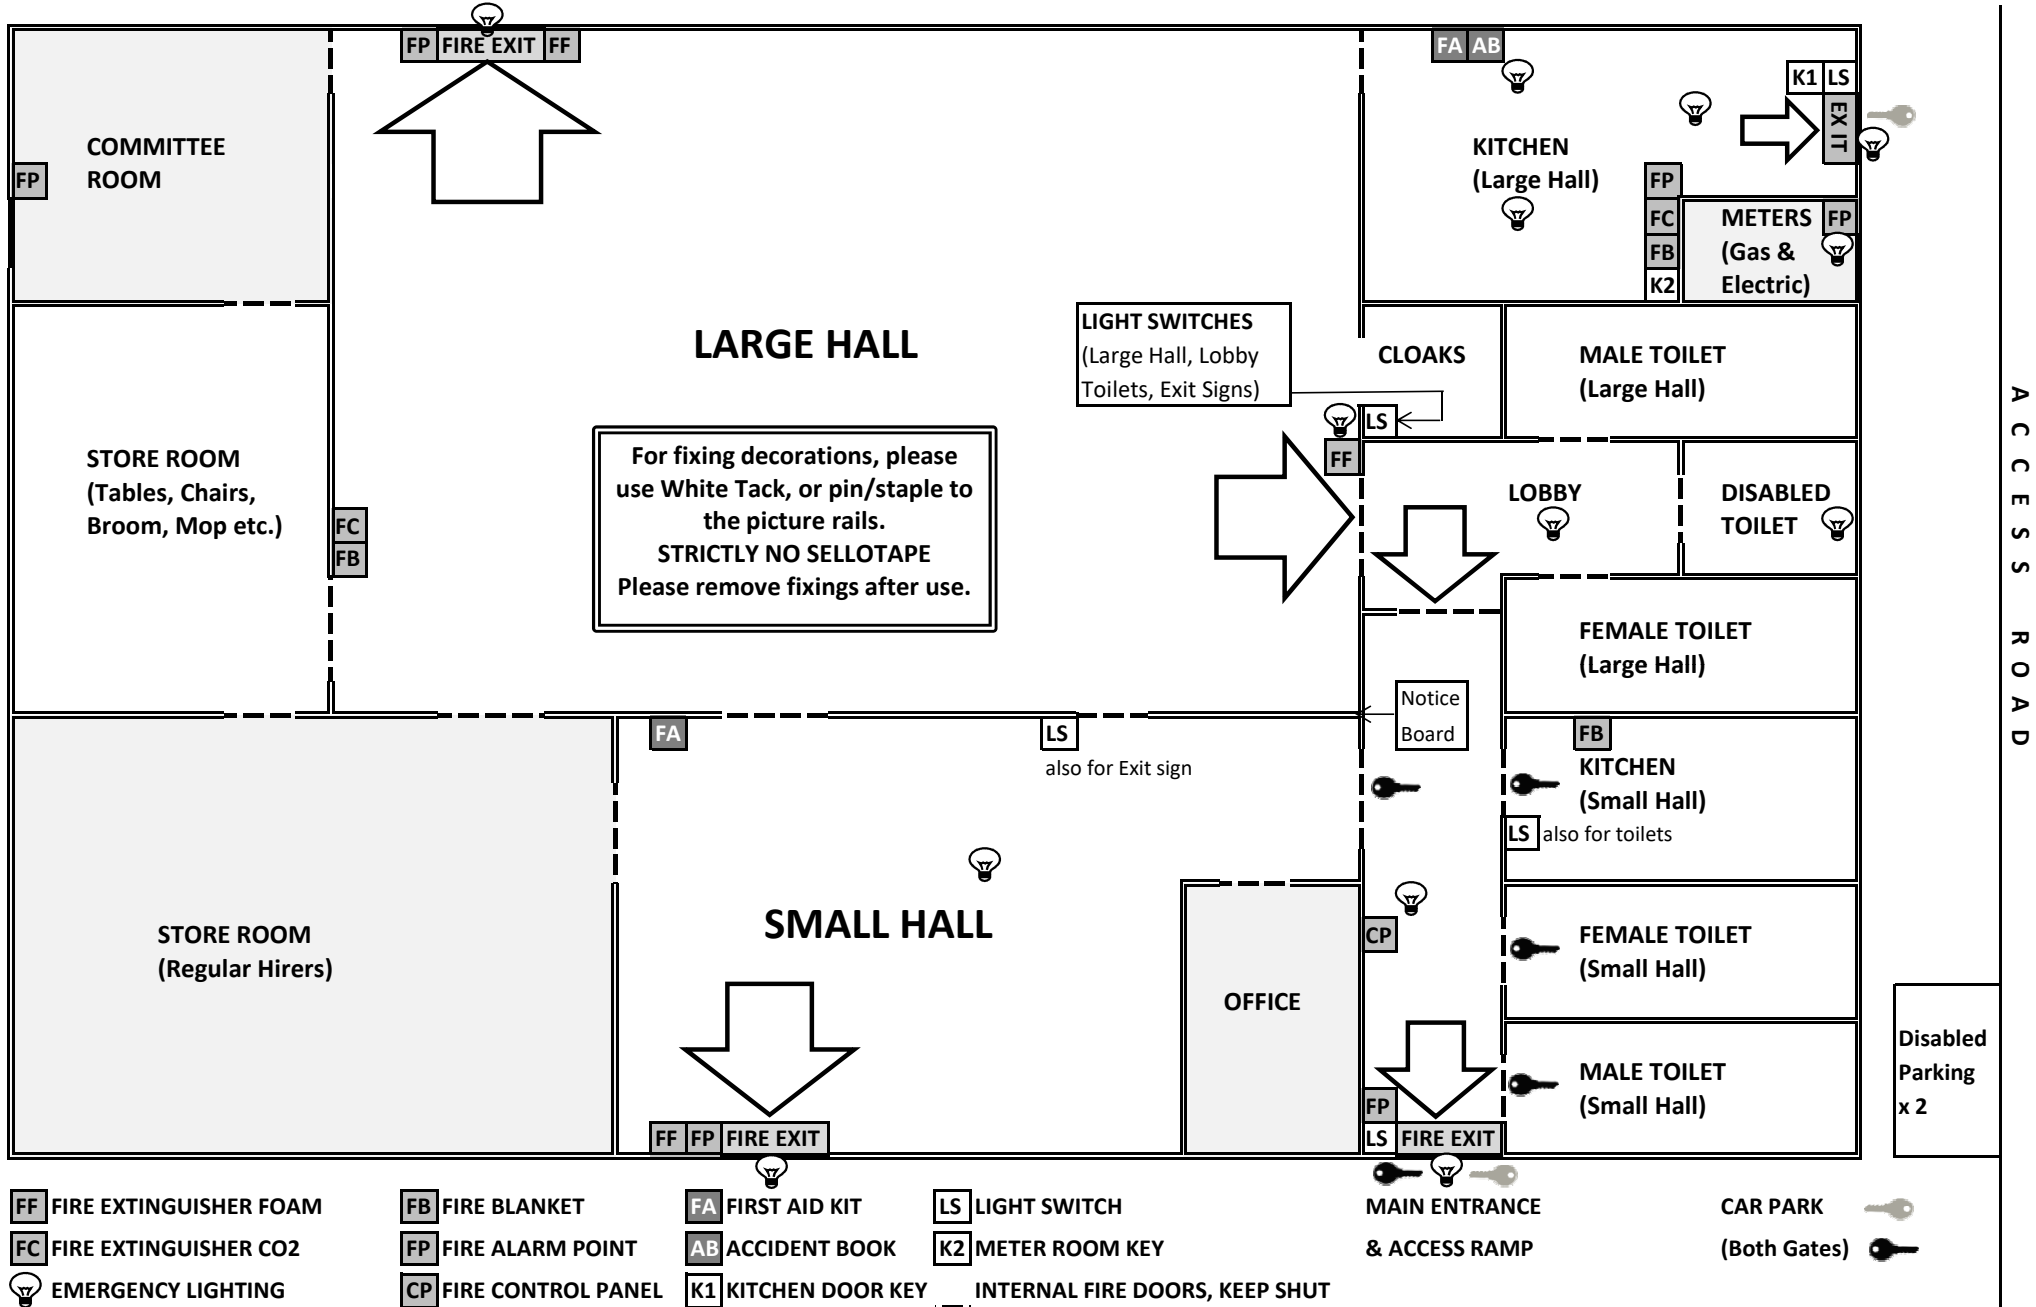 FP FIRE EXIT FF
FA AB
K1 LS
EX IT
COMMITTEE
ROOM
FP
KITCHEN
(Large Hall)
FP
FC
FB
K2
METERS FP
(Gas &
Electric)
LARGE HALL
LIGHT SWITCHES
(Large Hall, Lobby
Toilets, Exit Signs)
CLOAKS
LS
FF
MALE TOILET
(Large Hall)
ACCESS ROAD
STORE ROOM
(Tables, Chairs,
Broom, Mop etc.)
FC
FB
For fixing decorations, please
use White Tack, or pin/staple to
the picture rails.
STRICTLY NO SELLOTAPE
Please remove fixings after use.
LOBBY
DISABLED
TOILET
FEMALE TOILET
(Large Hall)
Notice
Board
FA
LS
also for Exit sign
FB
KITCHEN
(Small Hall)
LS also for toilets
STORE ROOM
(Regular Hirers)
SMALL HALL
OFFICE
CP
FEMALE TOILET
(Small Hall)
MALE TOILET
(Small Hall)
Disabled
Parking
x 2
FF FP FIRE EXIT
FP
LS FIRE EXIT
FF FIRE EXTINGUISHER FOAM
FB FIRE BLANKET
FA FIRST AID KIT
LS LIGHT SWITCH
MAIN ENTRANCE
CAR PARK
FC FIRE EXTINGUISHER CO2
FP FIRE ALARM POINT
AB ACCIDENT BOOK
K2 METER ROOM KEY
& ACCESS RAMP
(Both Gates)
EMERGENCY LIGHTING
CP FIRE CONTROL PANEL
K1 KITCHEN DOOR KEY
INTERNAL FIRE DOORS, KEEP SHUT